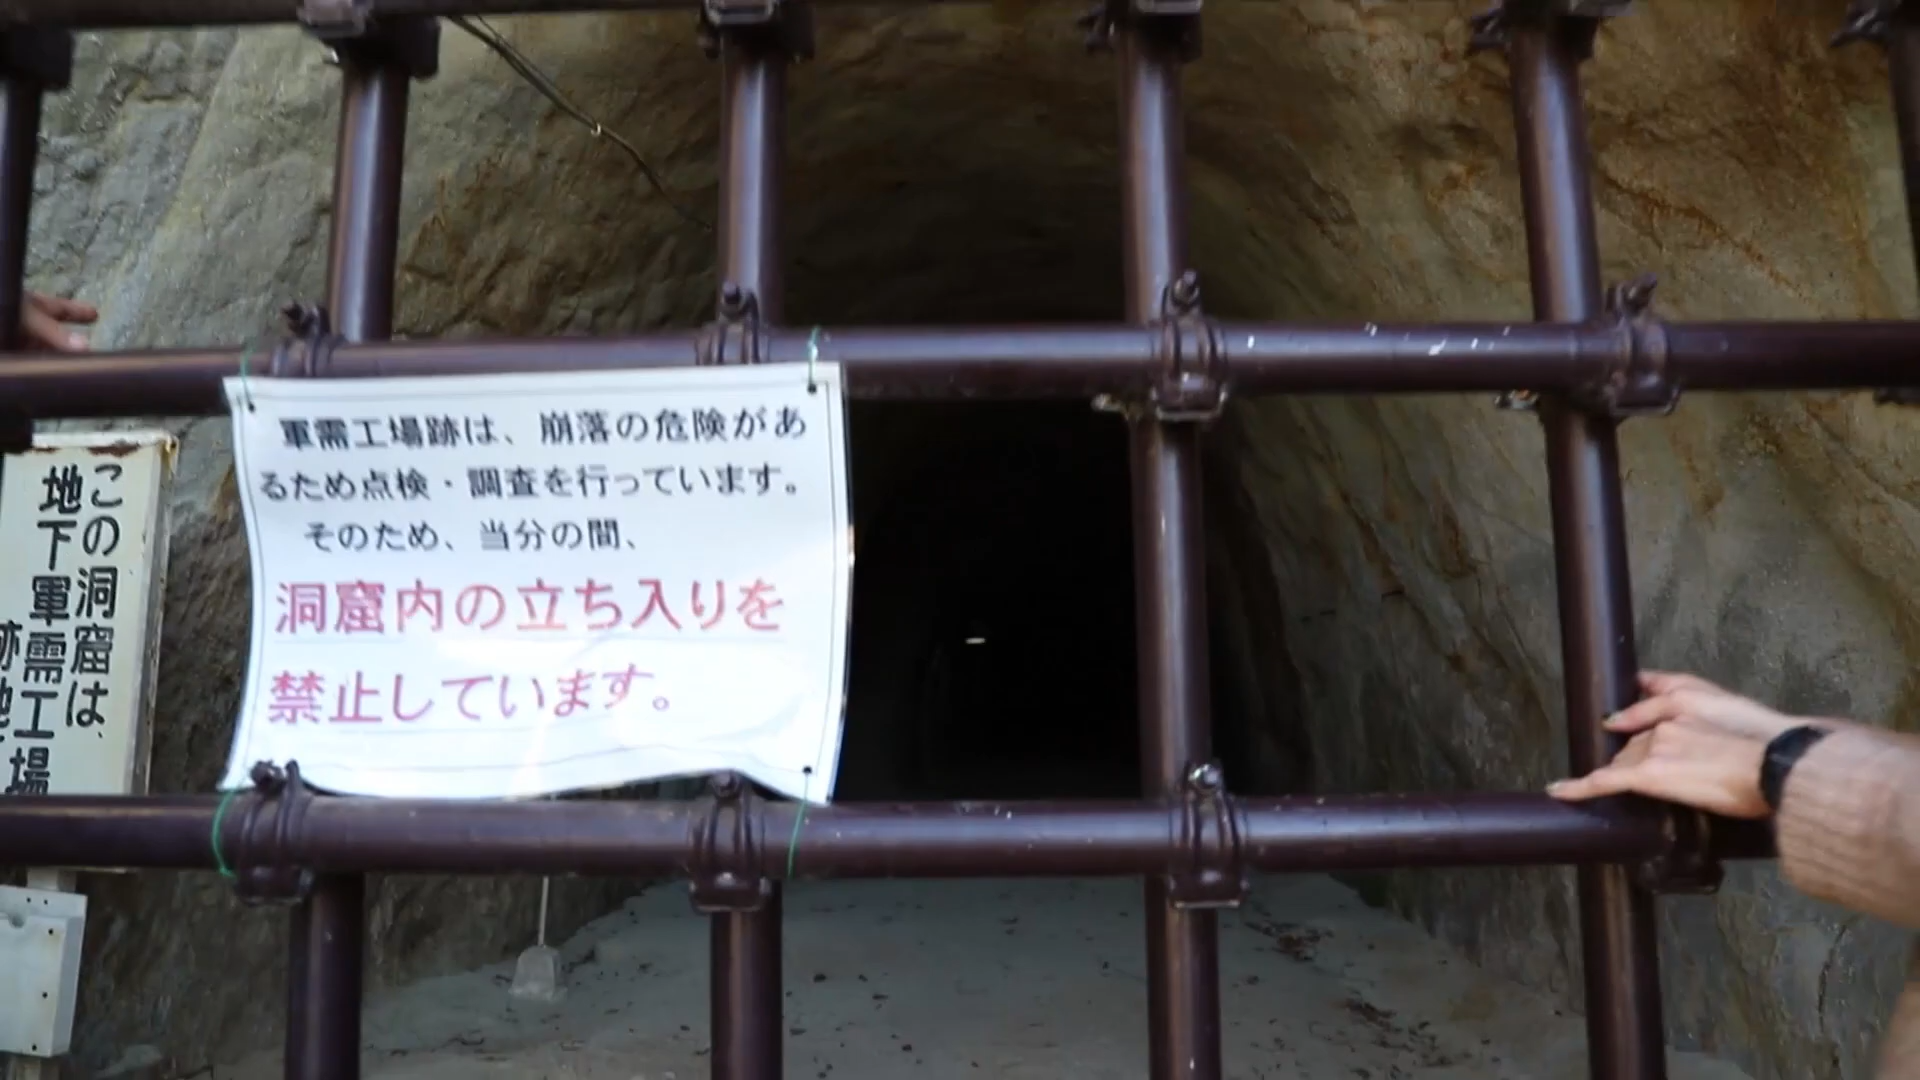 軍需工場跡は、崩落の危険があ
るため点検・調査を行っています。
そのため、当分の間、
洞窟内の立ち入りを
禁止しています。
この洞窟は、
地下軍需工場
跡地